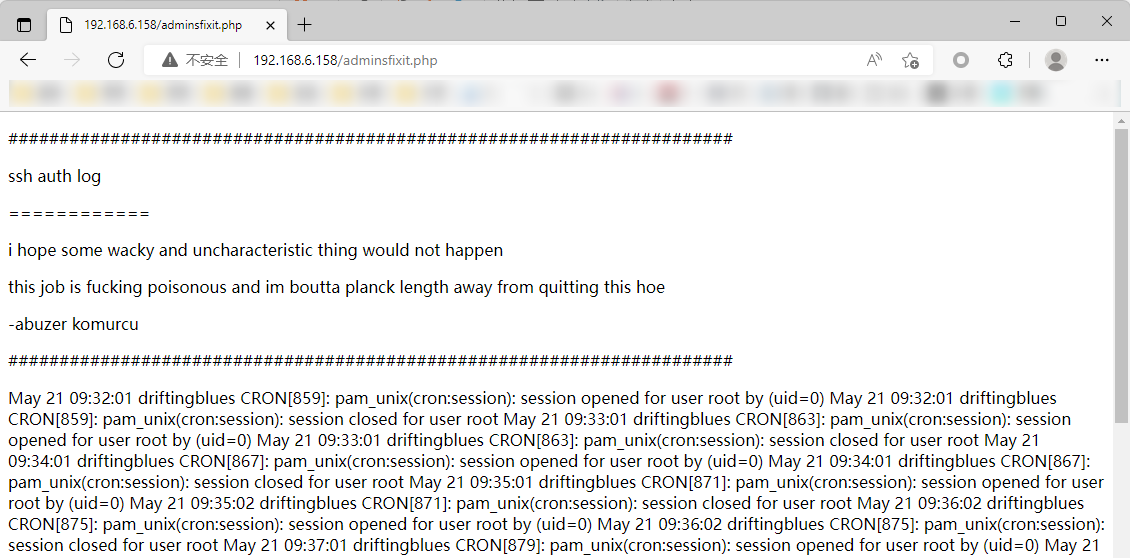 192.168.6.158/adminsfixit.php
不安全
192.168.6.158/adminsfixit.php
########################################################################
ssh auth log
============
i hope some wacky and uncharacteristic thing would not happen
this job is fucking poisonous and im boutta planck length away from quitting this hoe
-abuzer komurcu
########################################################################
May 21 09:32:01 driftingblues CRON[859]: pam_unix(cron:session): session opened for user root by (uid=0) May 21 09:32:01 driftingblues
CRON[859]: pam_unix(cron:session): session closed for user root May 21 09:33:01 driftingblues CRON[863]: pam_unix(cron:session): session
opened for user root by (uid=0) May 21 09:33:01 driftingblues CRON[863]: pam_unix(cron:session): session closed for user root May 21
09:34:01 driftingblues CRON[867]: pam_unix(cron:session): session opened for user root by (uid=0) May 21 09:34:01 driftingblues CRON[867]:
pam_unix(cron:session): session closed for user root May 21 09:35:01 driftingblues CRON[871]: pam_unix(cron:session): session opened for user
root by (uid=0) May 21 09:35:02 driftingblues CRON[871]: pam_unix(cron:session): session closed for user root May 21 09:36:02 driftingblues
CRON[875]: pam_unix(cron:session): session opened for user root by (uid=0) May 21 09:36:02 driftingblues CRON[875]: pam_unix(cron:session):
session closed for user root May 21 09:37:01 driftingblues CRON[879]: pam_unix(cron:session): session opened for user root by (uid=0) May 21